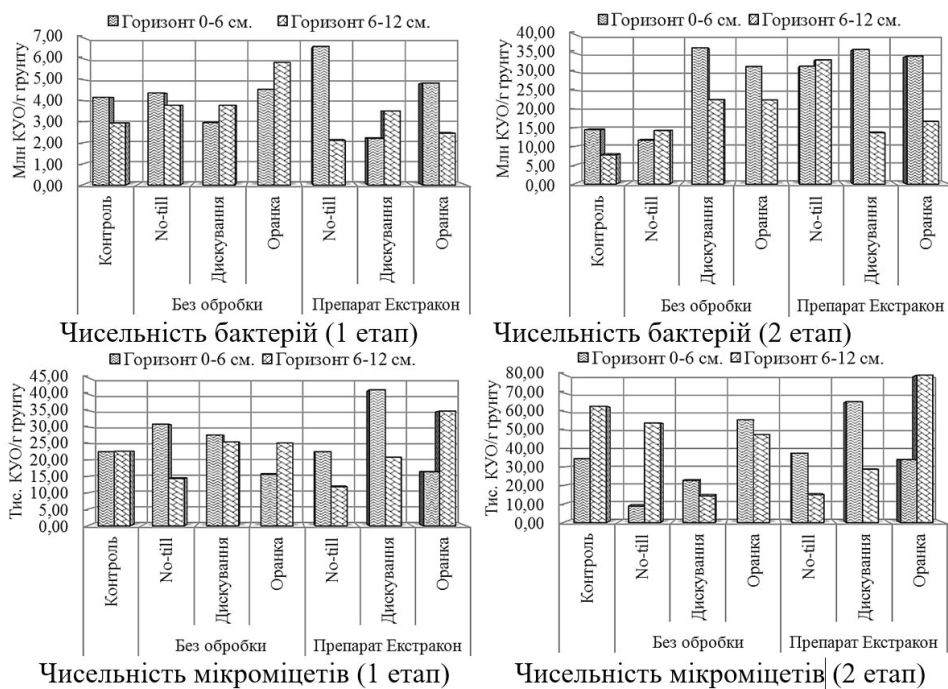 Горизонт 0-6 см. Горизонт 6-12 см.
Млн КУО/г грунту
7,00
6,00
5,00
4,00
3,00
2,00
1,00
0,00
Контроль
No-till
Дискування
Оранка
No-till
Дискування
Оранка
Без обробки
Препарат Екстракон
Чисельність бактерій (1 етап)
Горизонт 0-6 см. Горизонт 6-12 см.
Млн КУО/г грунту
40,00
35,00
30,00
25,00
20,00
15,00
10,00
5,00
0,00
Контроль
No-till
Дискування
Оранка
No-till
Дискування
Оранка
Без обробки
Препарат Екстракон
Чисельність бактерій (2 етап)
Горизонт 0-6 см. Горизонт 6-12 см.
Тис. КУО/г грунту
45,00
40,00
35,00
30,00
25,00
20,00
15,00
10,00
5,00
0,00
Контроль
No-till
Дискування
Оранка
No-till
Дискування
Оранка
Без обробки
Препарат Екстракон
Чисельність мікроміцетів (1 етап)
Горизонт 0-6 см. Горизонт 6-12 см.
Тис. КУО/г грунту
80,00
70,00
60,00
50,00
40,00
30,00
20,00
10,00
0,00
Контроль
No-till
Дискування
Оранка
No-till
Дискування
Оранка
Без обробки
Препарат Екстракон
Чисельність мікроміцетів (2 етап)